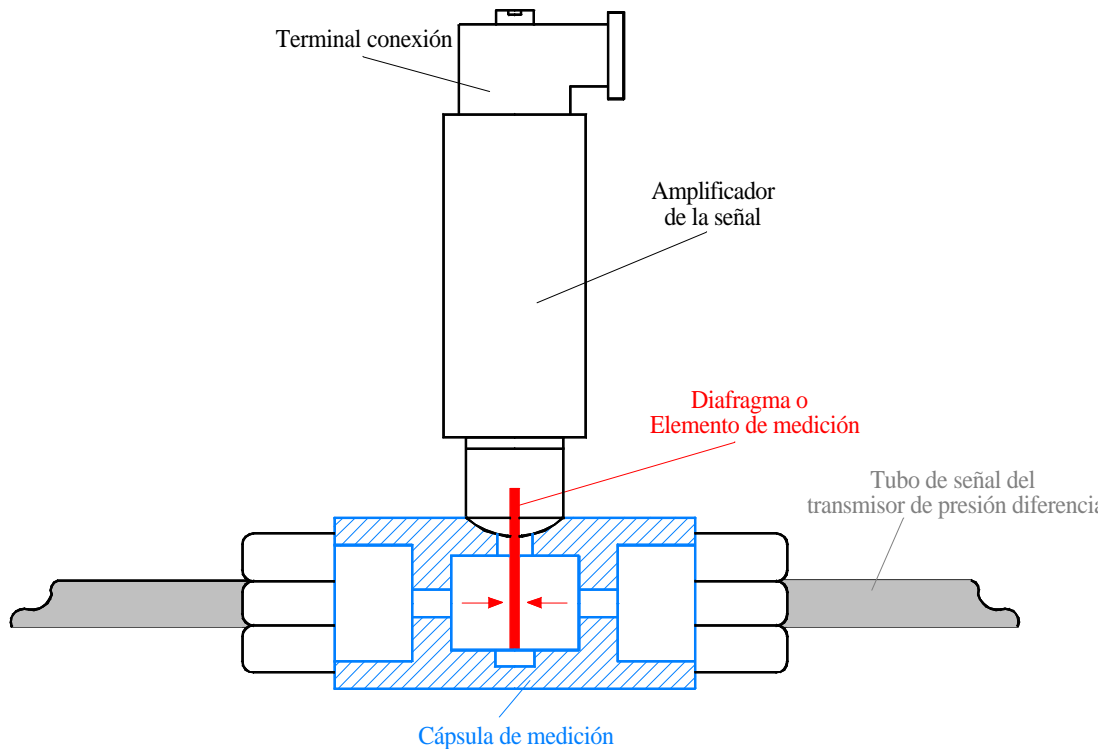 Terminal conexión
Amplificador
de la señal
Diafragma o
Elemento de medición
Tubo de señal del
transmisor de presión diferencia
Cápsula de medición